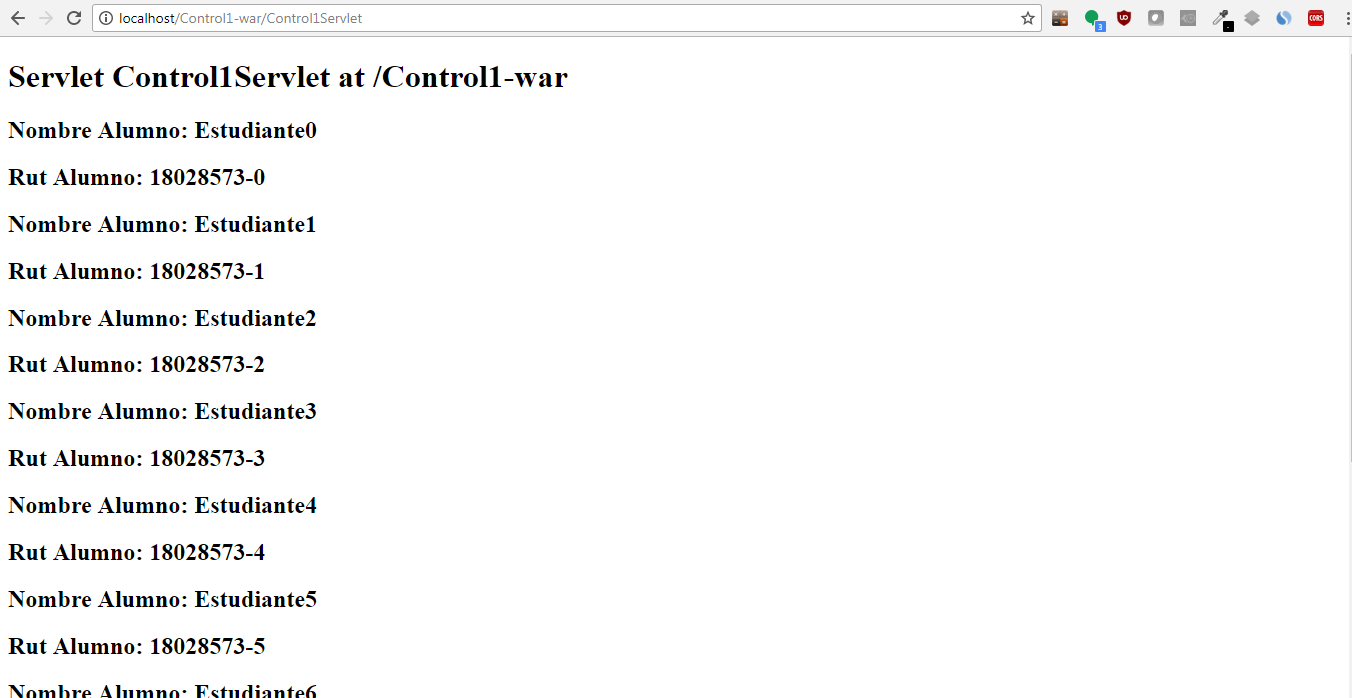 localhost/Control1-war/Control1Servlet
3
CORS
Servlet Control1Servlet at /Control1-war
Nombre Alumno: Estudiante0
Rut Alumno: 18028573-0
Nombre Alumno: Estudiante1
Rut Alumno: 18028573-1
Nombre Alumno: Estudiante2
Rut Alumno: 18028573-2
Nombre Alumno: Estudiante3
Rut Alumno: 18028573-3
Nombre Alumno: Estudiante4
Rut Alumno: 18028573-4
Nombre Alumno: Estudiante5
Rut Alumno: 18028573-5
Nombre Alumno: Estudiante6